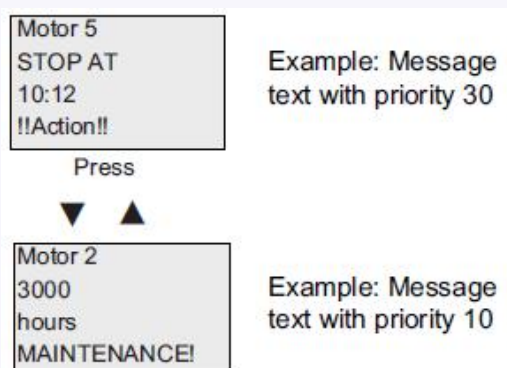 Motor 5
STOP AT
10:12
!!Action!!
Example: Message
text with priority 30
Press
▼ ▲
Motor 2
3000
hours
MAINTENANCE!
Example: Message
text with priority 10